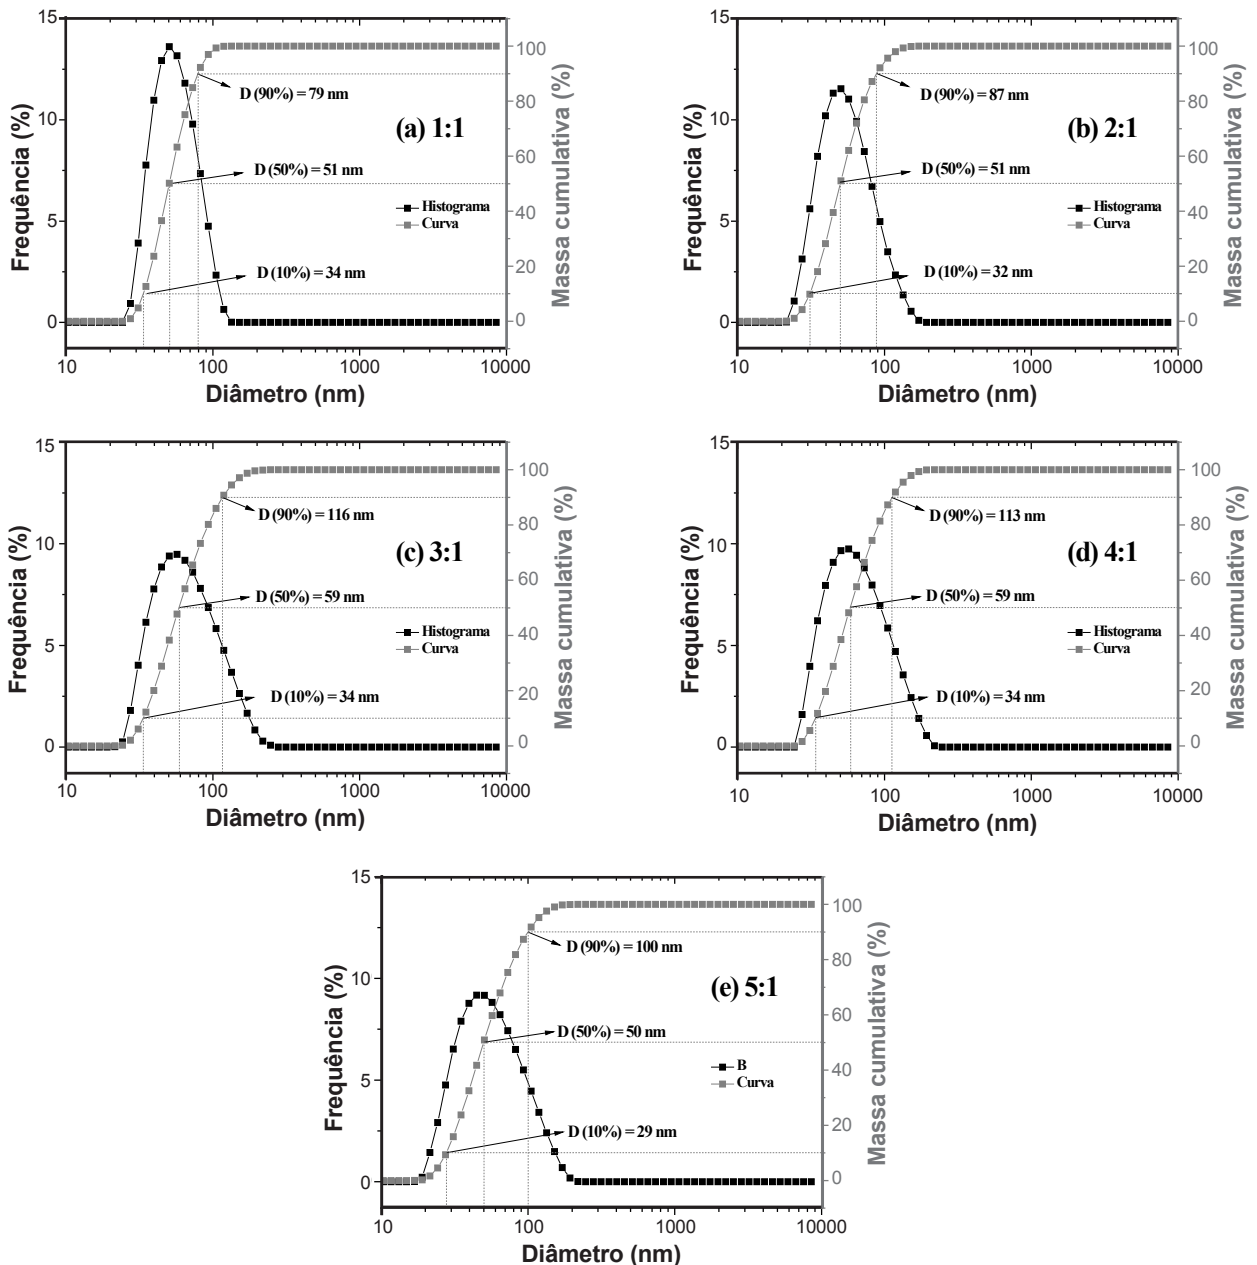 15
10
5
0
Frequência (%)
100
80
60
40
20
0
Massa cumulativa (%)
D (90%) = 79 nm
(a) 1:1
D (50%) = 51 nm
Histograma
Curva
D (10%) = 34 nm
10
100
1000
10000
Diâmetro (nm)
15
10
5
0
Frequência (%)
100
80
60
40
20
0
Massa cumulativa (%)
D (90%) = 87 nm
(b) 2:1
D (50%) = 51 nm
Histograma
Curva
D (10%) = 32 nm
10
100
1000
10000
Diâmetro (nm)
15
10
5
0
Frequência (%)
100
80
60
40
20
0
Massa cumulativa (%)
D (90%) = 116 nm
(c) 3:1
D (50%) = 59 nm
Histograma
Curva
D (10%) = 34 nm
10
100
1000
10000
Diâmetro (nm)
15
10
5
0
Frequência (%)
100
80
60
40
20
0
Massa cumulativa (%)
D (90%) = 113 nm
(d) 4:1
D (50%) = 59 nm
Histograma
Curva
D (10%) = 34 nm
10
100
1000
10000
Diâmetro (nm)
15
10
5
0
Frequência (%)
100
80
60
40
20
0
Massa cumulativa (%)
D (90%) = 100 nm
(e) 5:1
D (50%) = 50 nm
B
Curva
D (10%) = 29 nm
10
100
1000
10000
Diâmetro (nm)